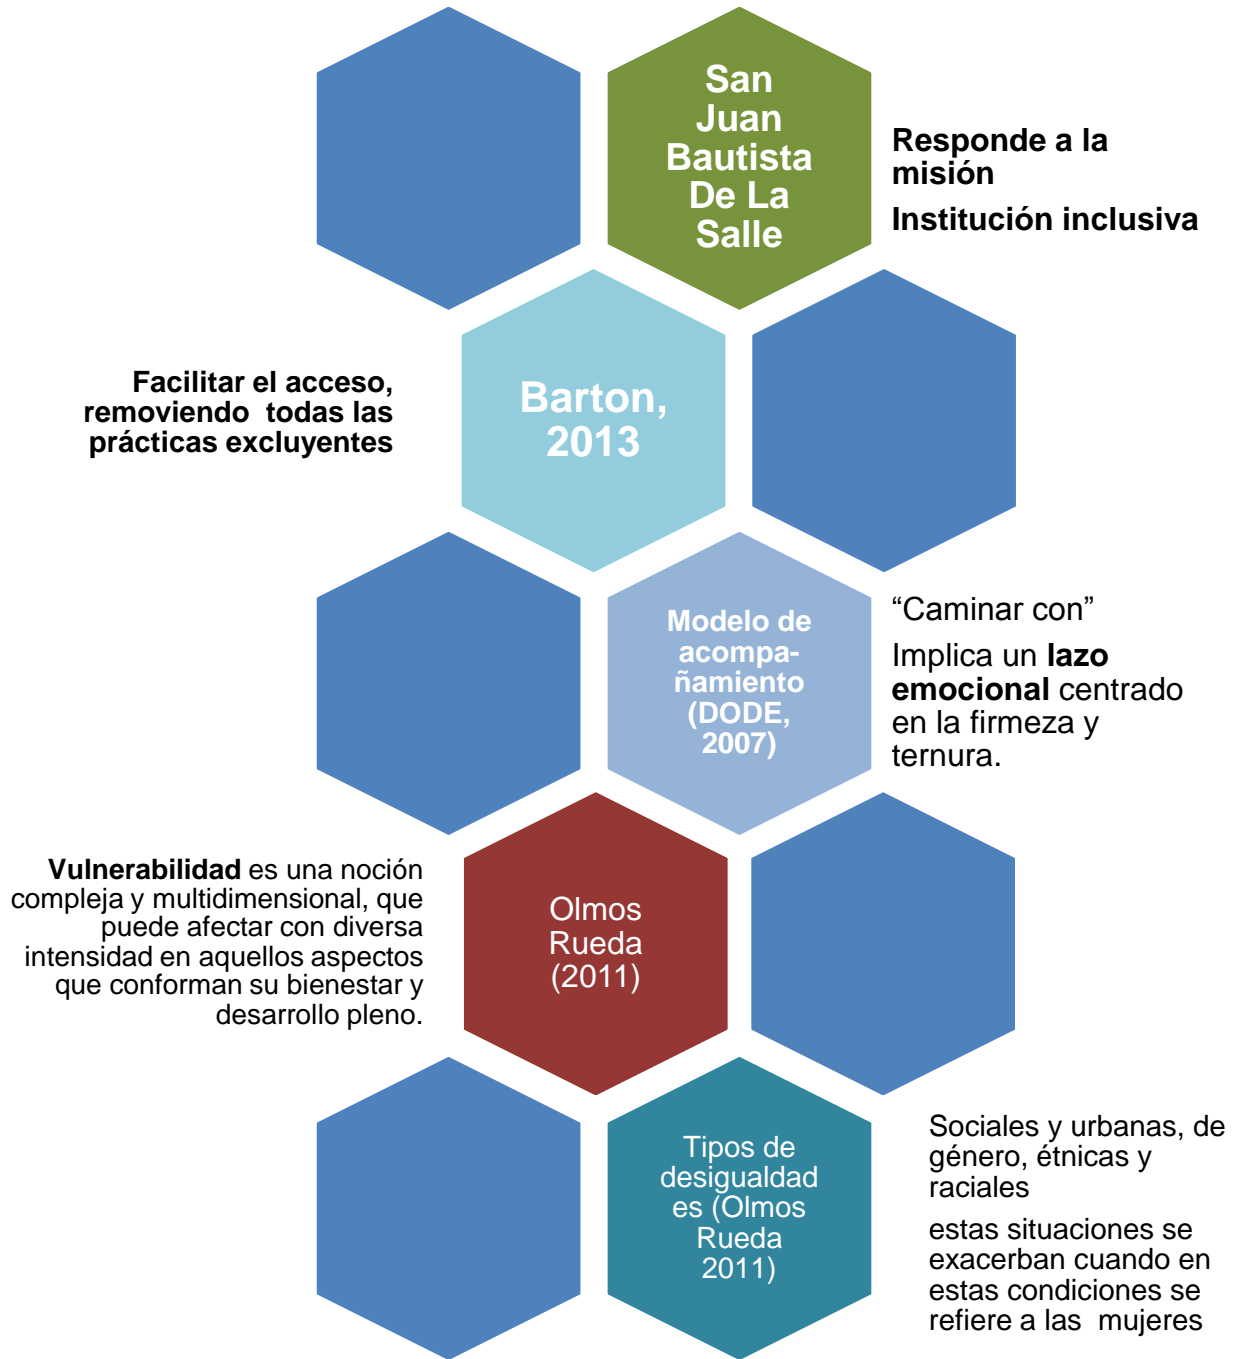 San
Juan
Bautista
De La
Salle
Responde a la
misión
Institución inclusiva
Facilitar el acceso,
removiendo todas las
prácticas excluyentes
Barton,
2013
Modelo de
acompa-
ñamiento
(DODE,
2007)
“Caminar con”
Implica un lazo
emocional centrado
en la firmeza y
ternura.
Vulnerabilidad es una noción
compleja y multidimensional, que
puede afectar con diversa
intensidad en aquellos aspectos
que conforman su bienestar y
desarrollo pleno.
Olmos
Rueda
(2011)
Tipos de
desigualdad
es (Olmos
Rueda
2011)
Sociales y urbanas, de
género, étnicas y
raciales
estas situaciones se
exacerban cuando en
estas condiciones se
refiere a las mujeres